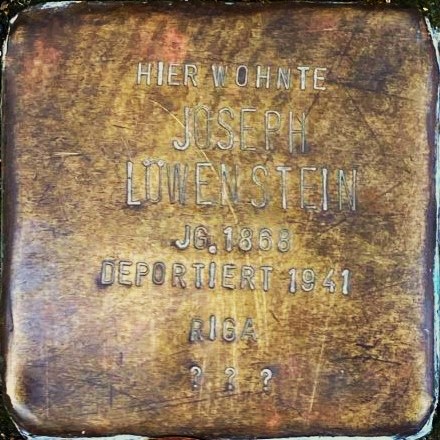 HIER WOHNTE
JOSEPH
LÖWENSTEIN
JG. 1868
DEPORTIERT 1941
RIGA
? ? ?